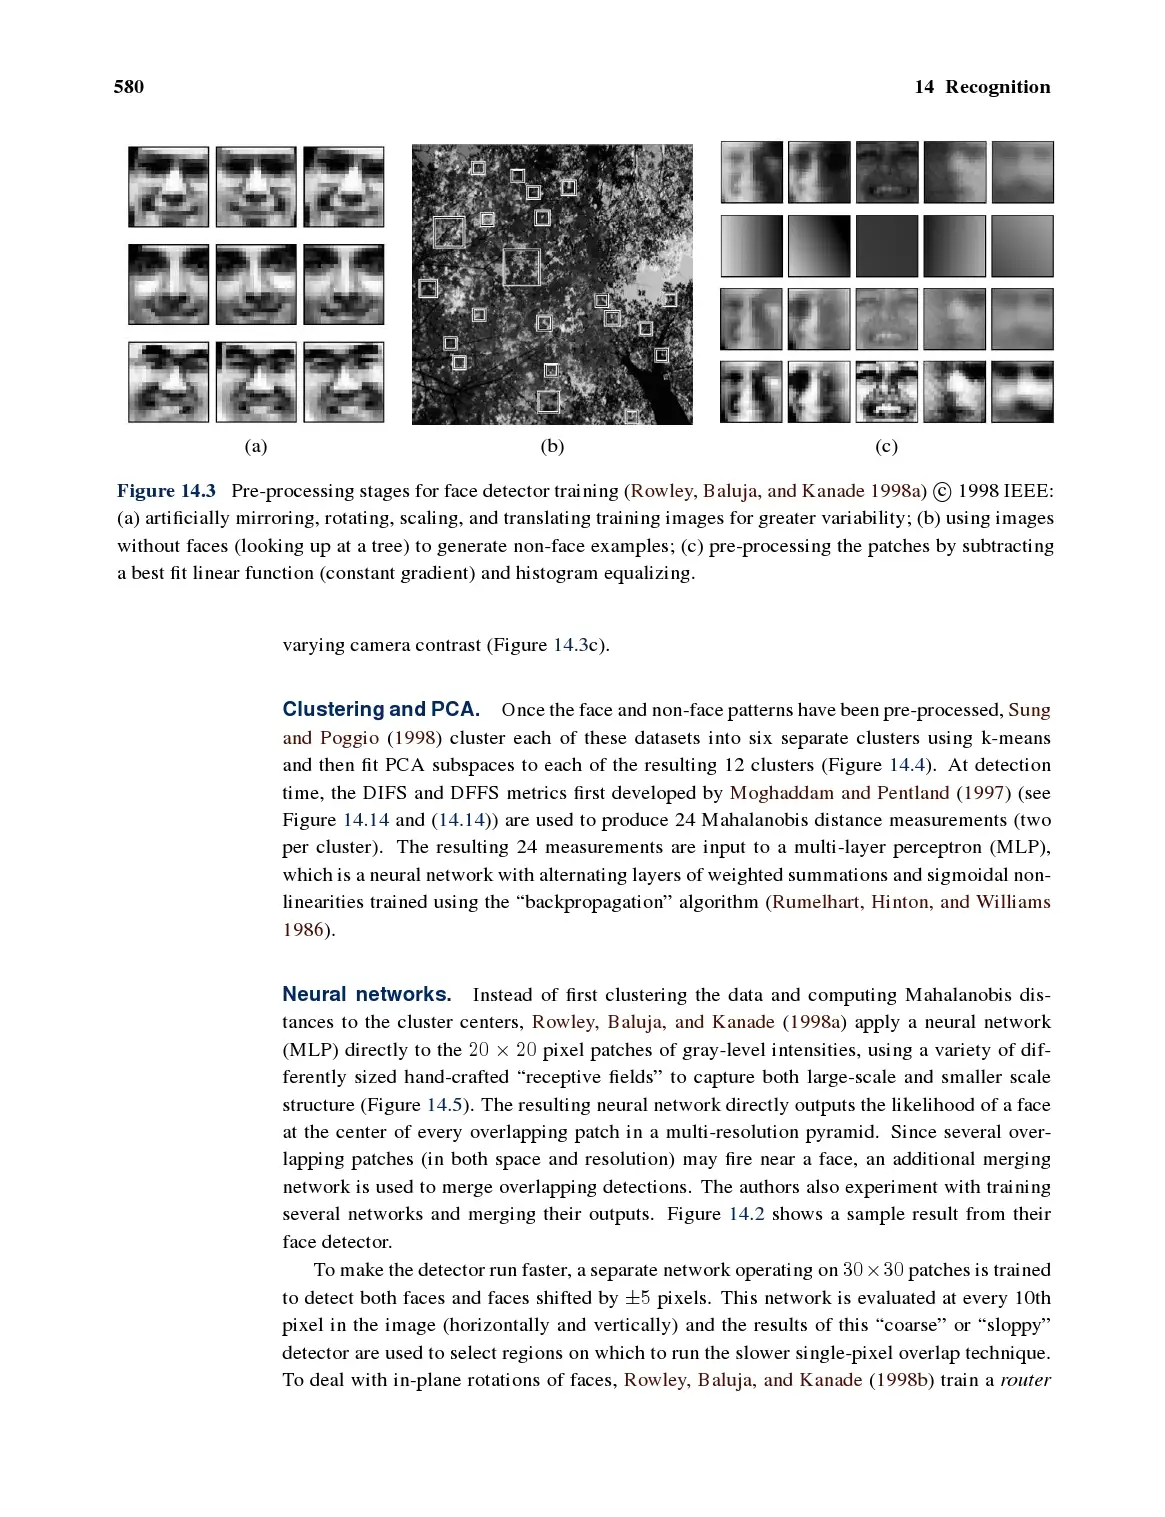 580
14 Recognition
(a)
(b)
(c)
Figure 14.3 Pre-processing stages for face detector training (Rowley, Baluja, and Kanade 1998a) © 1998 IEEE:
(a) artificially mirroring, rotating, scaling, and translating training images for greater variability; (b) using images
without faces (looking up at a tree) to generate non-face examples; (c) pre-processing the patches by subtracting
a best fit linear function (constant gradient) and histogram equalizing.
varying camera contrast (Figure 14.3c).
Clustering and PCA. Once the face and non-face patterns have been pre-processed, Sung
and Poggio (1998) cluster each of these datasets into six separate clusters using k-means
and then fit PCA subspaces to each of the resulting 12 clusters (Figure 14.4). At detection
time, the DIFS and DFFS metrics first developed by Moghaddam and Pentland (1997) (see
Figure 14.14 and (14.14)) are used to produce 24 Mahalanobis distance measurements (two
per cluster). The resulting 24 measurements are input to a multi-layer perceptron (MLP),
which is a neural network with alternating layers of weighted summations and sigmoidal non-
linearities trained using the “backpropagation” algorithm (Rumelhart, Hinton, and Williams
1986).
Neural networks. Instead of first clustering the data and computing Mahalanobis dis-
tances to the cluster centers, Rowley, Baluja, and Kanade (1998a) apply a neural network
(MLP) directly to the 20 × 20 pixel patches of gray-level intensities, using a variety of dif-
ferently sized hand-crafted “receptive fields” to capture both large-scale and smaller scale
structure (Figure 14.5). The resulting neural network directly outputs the likelihood of a face
at the center of every overlapping patch in a multi-resolution pyramid. Since several over-
lapping patches (in both space and resolution) may fire near a face, an additional merging
network is used to merge overlapping detections. The authors also experiment with training
several networks and merging their outputs. Figure 14.2 shows a sample result from their
face detector.
To make the detector run faster, a separate network operating on 30×30 patches is trained
to detect both faces and faces shifted by ±5 pixels. This network is evaluated at every 10th
pixel in the image (horizontally and vertically) and the results of this “coarse” or “sloppy”
detector are used to select regions on which to run the slower single-pixel overlap technique.
To deal with in-plane rotations of faces, Rowley, Baluja, and Kanade (1998b) train a router